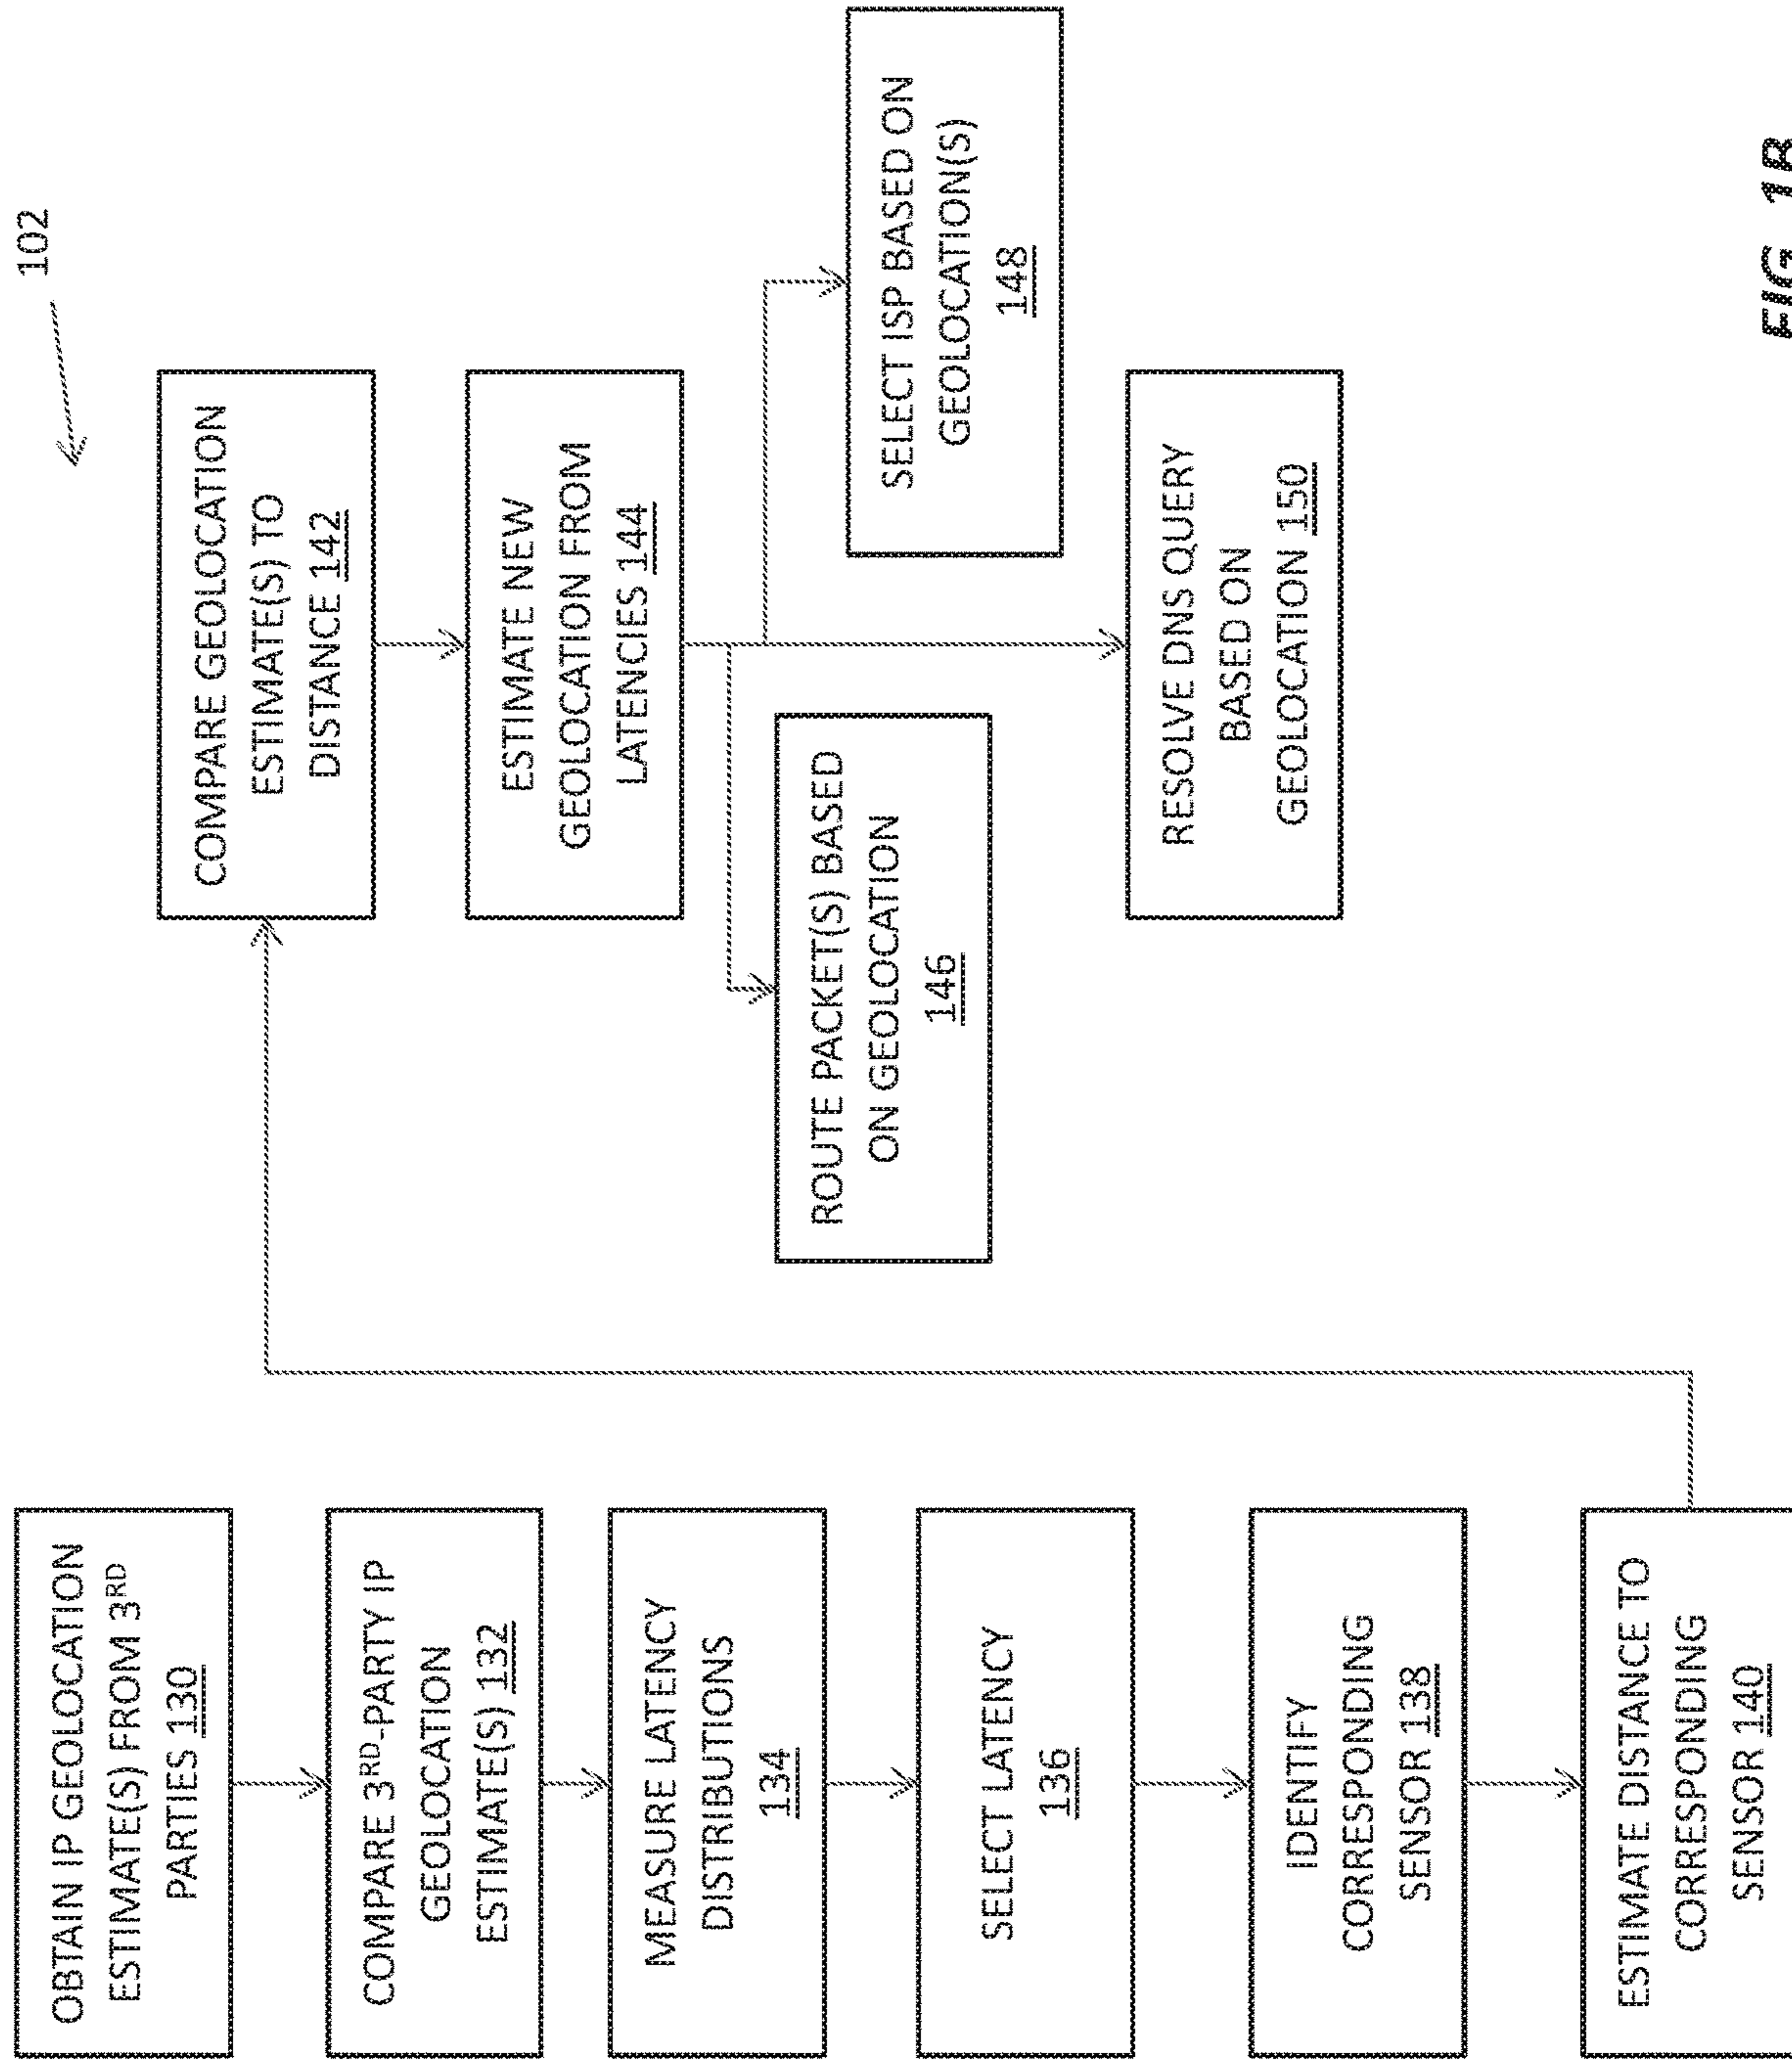 102
OBTAIN IP GEOLOCATION
ESTIMATE(S) FROM 3RD
PARTIES 130
COMPARE 3RD-PARTY IP
GEOLOCATION
ESTIMATE(S) 132
MEASURE LATENCY
DISTRIBUTIONS
134
SELECT LATENCY
136
IDENTIFY
CORRESPONDING
SENSOR 138
ESTIMATE DISTANCE TO
CORRESPONDING
SENSOR 140
COMPARE GEOLOCATION
ESTIMATE(S) TO
DISTANCE 142
ESTIMATE NEW
GEOLOCATION FROM
LATENCIES 144
ROUTE PACKET(S) BASED
ON GEOLOCATION
146
SELECT ISP BASED ON
GEOLOCATION(S)
148
RESOLVE DNS QUERY
BASED ON
GEOLOCATION 150
FIG. 1B